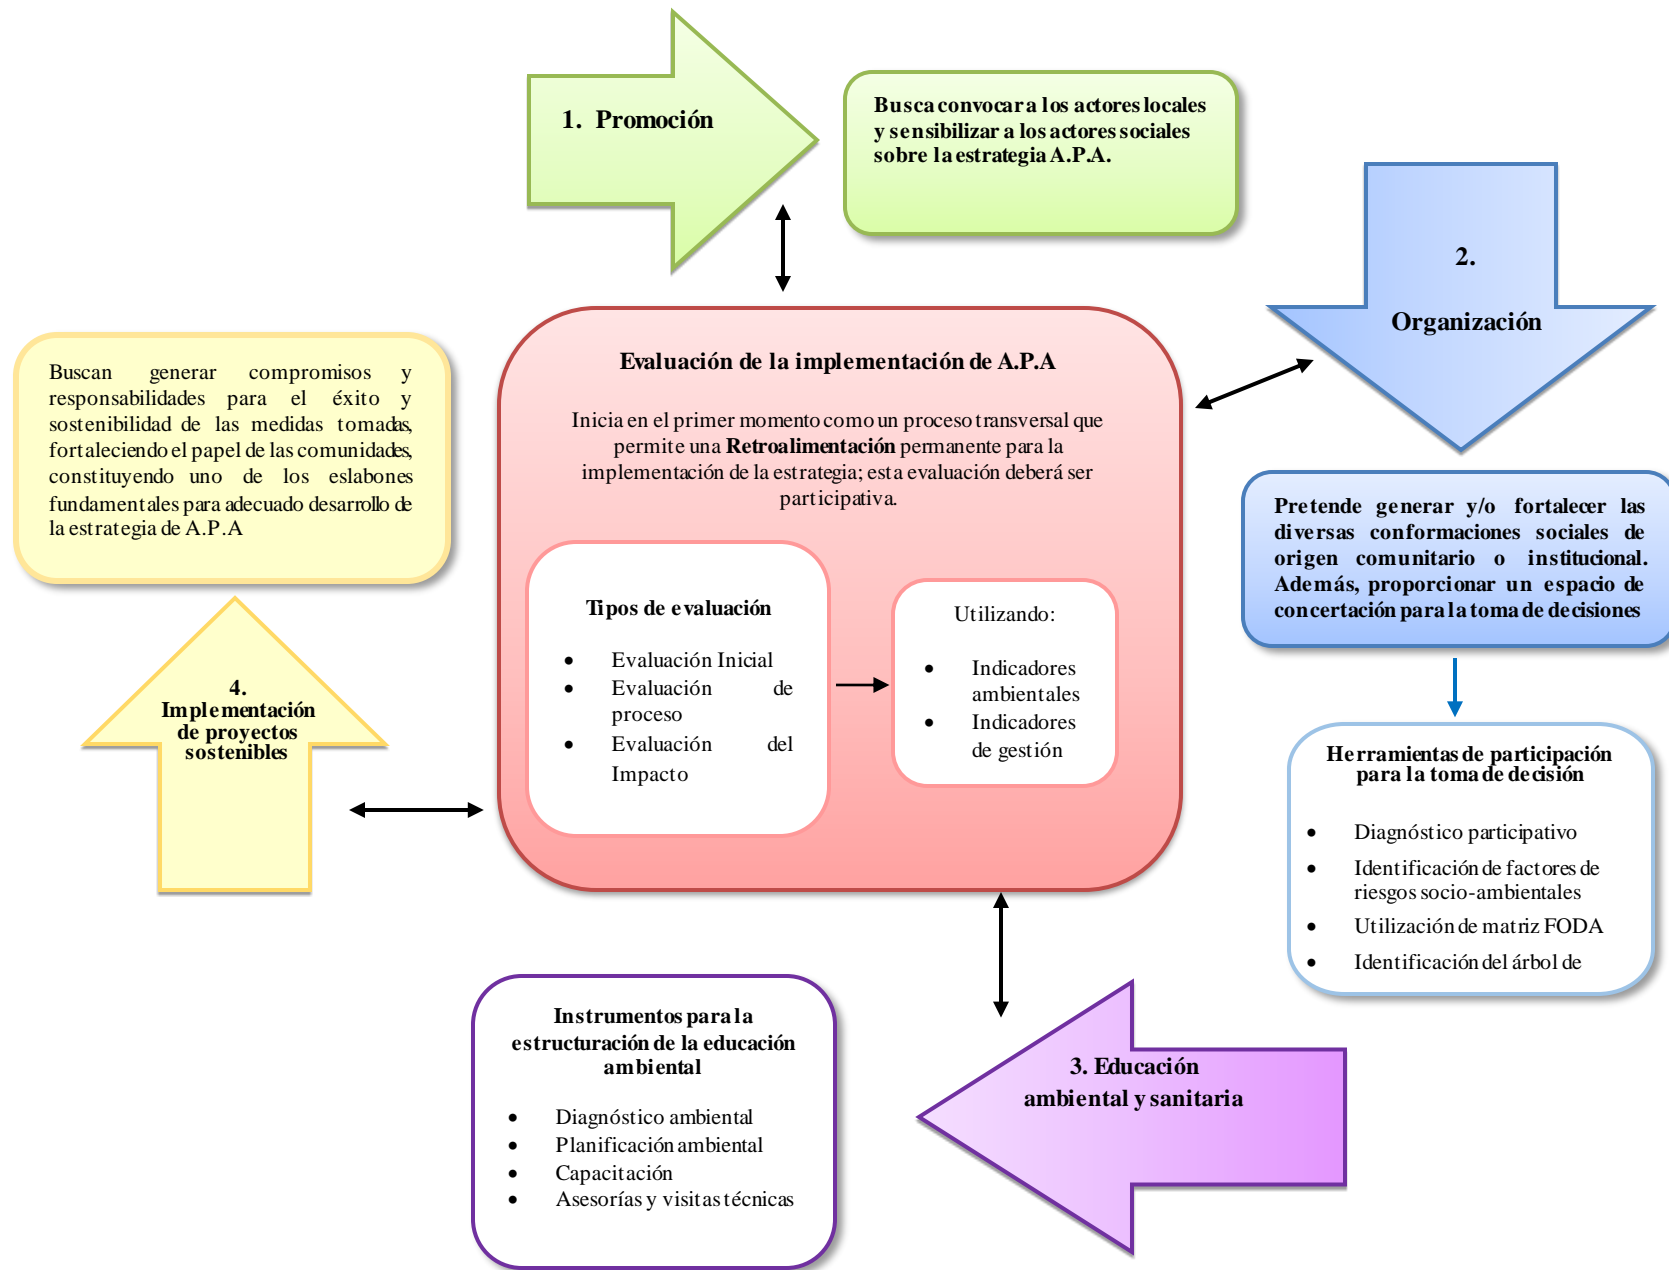 1. Promoción
Busca convocar a los actores locales
y sensibilizar a los actores sociales
sobre la estrategia A.P.A.
2.
Organización
Pretende generar y/o fortalecer las
diversas conformaciones sociales de
origen comunitario o institucional.
Además, proporcionar un espacio de
concertación para la toma de decisiones
Herramientas de participación
para la toma de decisión
• Diagnóstico participativo
• Identificación de factores de
riesgos socio-ambientales
• Utilización de matriz FODA
• Identificación del árbol de
Evaluación de la implementación de A.P.A
Inicia en el primer momento como un proceso transversal que
permite una Retroalimentación permanente para la
implementación de la estrategia; esta evaluación deberá ser
participativa.
Tipos de evaluación
• Evaluación Inicial
• Evaluación de
proceso
• Evaluación del
Impacto
Utilizando:
• Indicadores
ambientales
• Indicadores
de gestión
3. Educación
ambiental y sanitaria
Instrumentos para la
estructuración de la educación
ambiental
• Diagnóstico ambiental
• Planificación ambiental
• Capacitación
• Asesorías y visitas técnicas
4.
Implementación
de proyectos
sostenibles
Buscan generar compromisos y
responsabilidades para el éxito y
sostenibilidad de las medidas tomadas,
fortaleciendo el papel de las comunidades,
constituyendo uno de los eslabones
fundamentales para adecuado desarrollo de
la estrategia de A.P.A